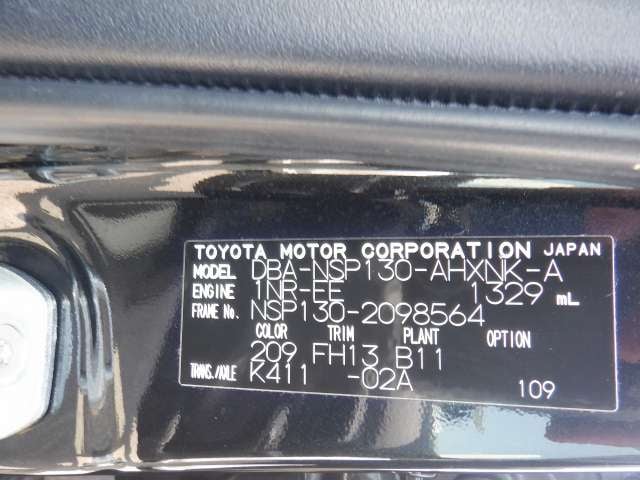 TOYOTA MOTOR CORPORATION JAPAN
MODEL DBA-NSP130-AHXNK-A
ENGINE 1NR-FE 1329 mL
FRAME No. NSP130-2098564
COLOR TRIM PLANT OPTION
209 FH13 B11
TRANS./AXLE K411 -02A
109